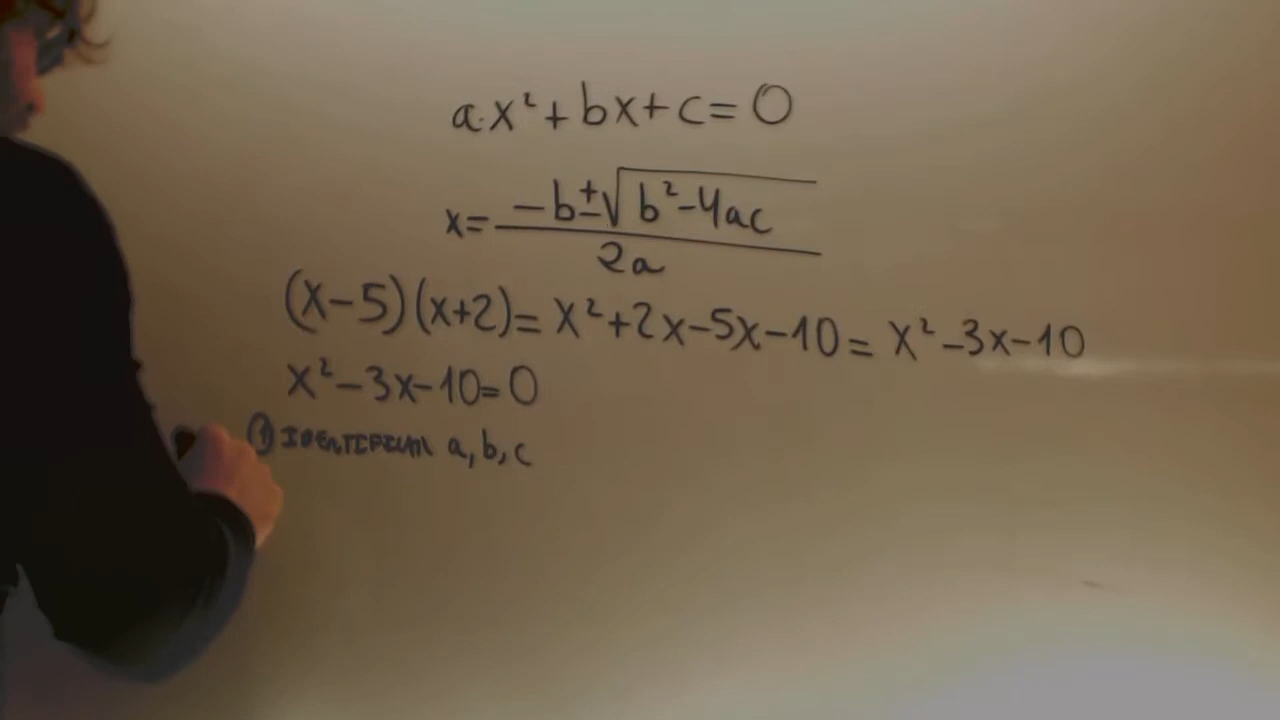 a·x²+bx+c=0
x= -b±√b²-4ac
2a
(x-5)(x+2)= x²+2x-5x-10= x²-3x-10
x²-3x-10=0
① a, b, c